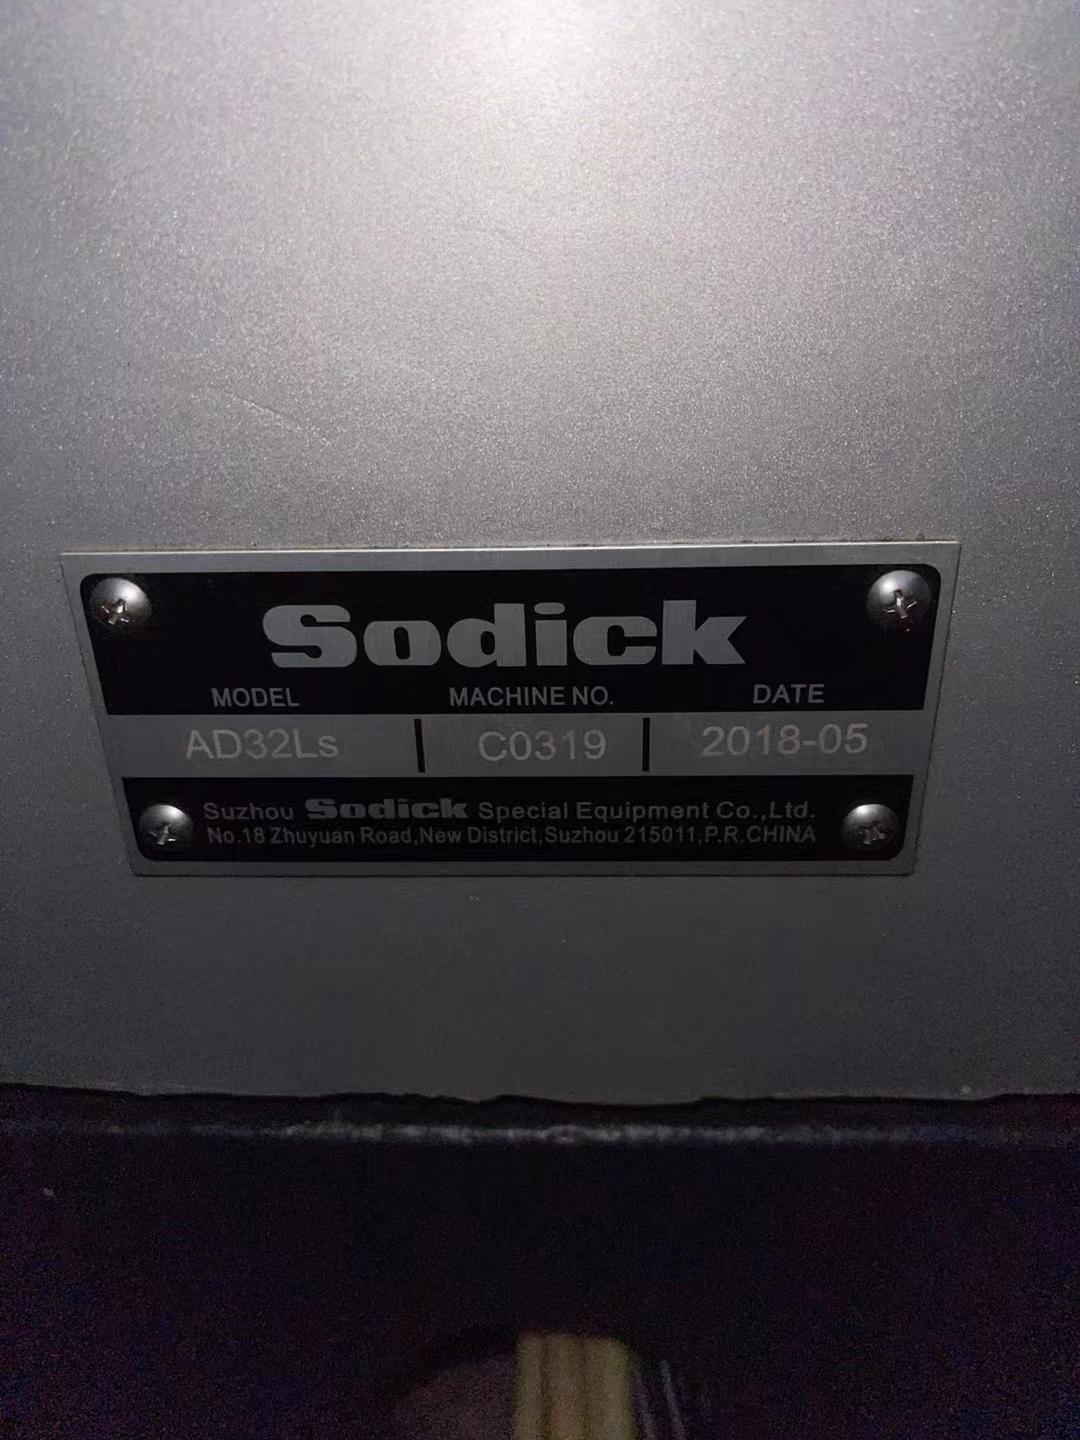 Sodick
MODEL MACHINE NO. DATE
AD32Ls C0319 2018-05
Suzhou Sodick Special Equipment Co.,Ltd.
No.18 Zhuyuan Road,New District,Suzhou 215011,P.R.CHINA